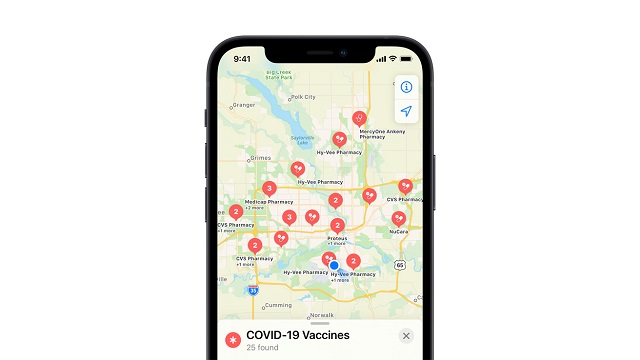 9:41
Big Creek
State Park
Polk City
Granger
MercyOne Ankeny
Pharmacy
Saylorville
Lake
Hy-Vee Pharmacy
Grimes
Hy-Vee Pharmacy
3
Medicap Pharmacy
+2 more
2
CVS Pharmacy
2
CVS Pharmacy
+1 more
3
2
Proteus
+1 more
NuCara
2
CVS Pharmacy
+1 more
2
Hy-Vee Pharmacy
Hy-Vee Pharmacy
+1 more
65
35
Cumming
Norwalk
COVID-19 Vaccines
25 found